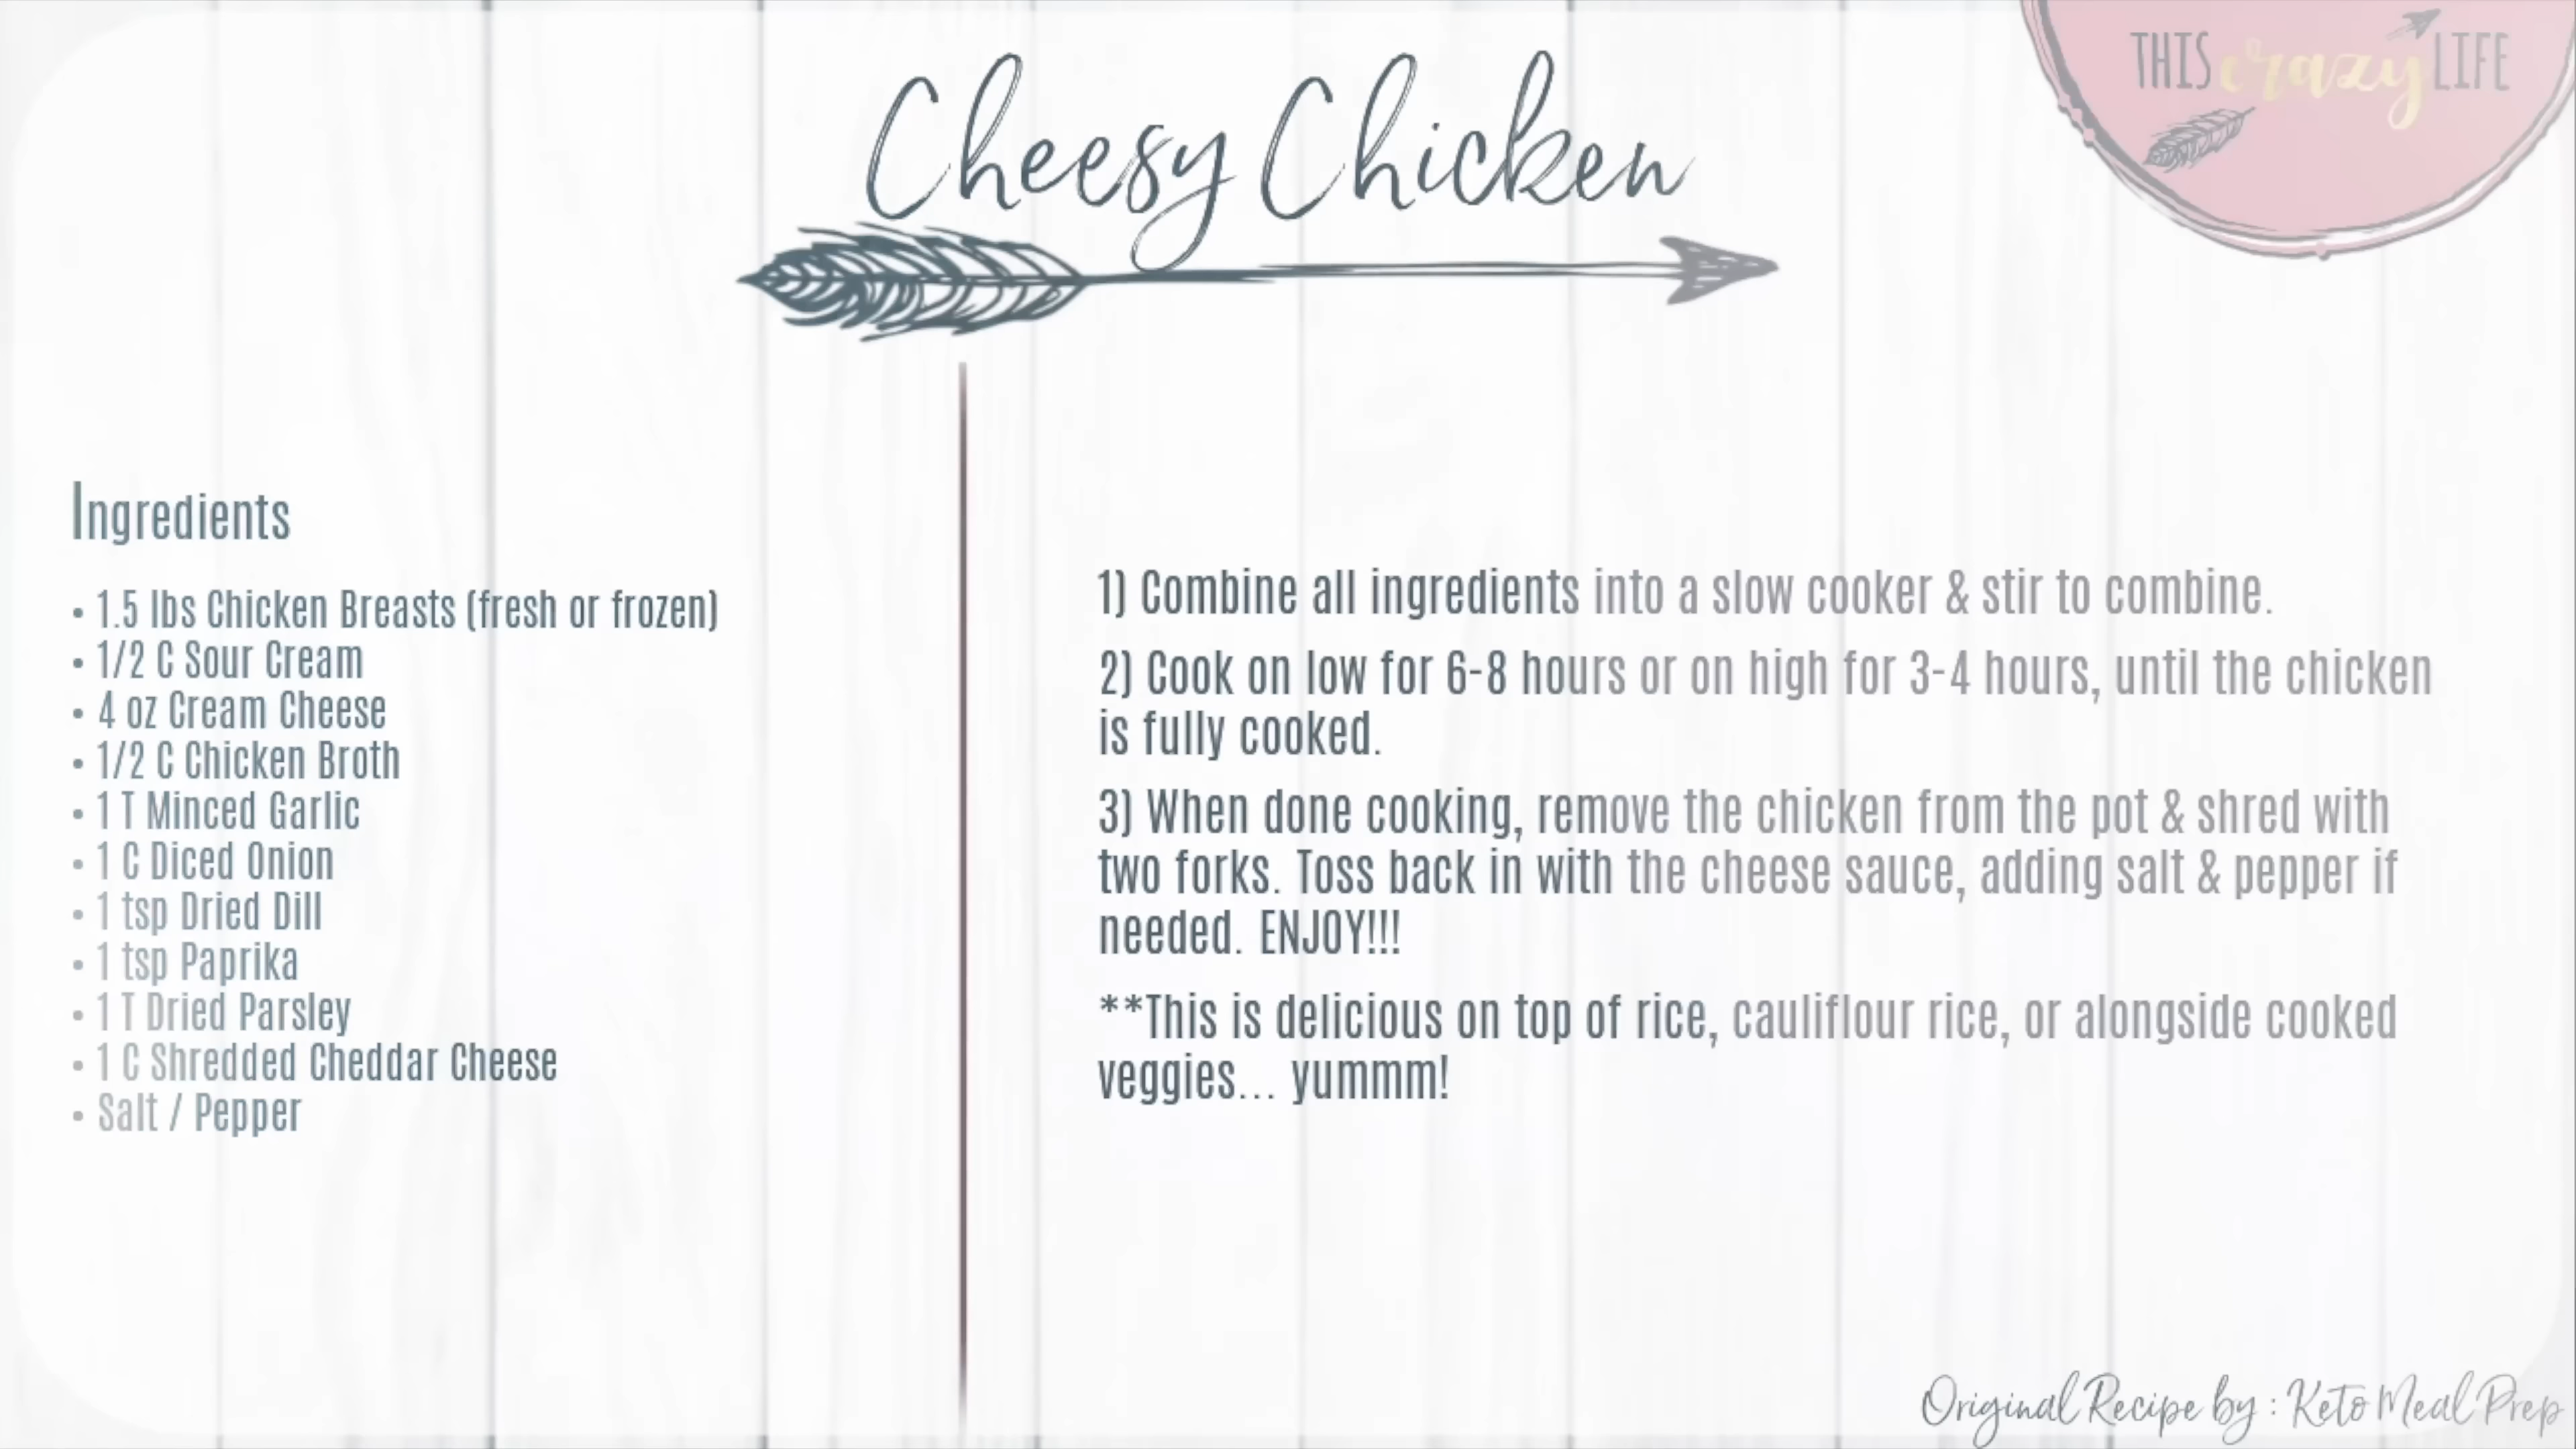 Cheesy Chicken
THIS crazy LIFE
Ingredients
• 1.5 lbs Chicken Breasts (fresh or frozen)
• 1/2 C Sour Cream
• 4 oz Cream Cheese
• 1/2 C Chicken Broth
• 1 T Minced Garlic
• 1 C Diced Onion
• 1 tsp Dried Dill
• 1 tsp Paprika
• 1 T Dried Parsley
• 1 C Shredded Cheddar Cheese
• Salt / Pepper
1) Combine all ingredients into a slow cooker & stir to combine.
2) Cook on low for 6-8 hours or on high for 3-4 hours, until the chicken
is fully cooked.
3) When done cooking, remove the chicken from the pot & shred with
two forks. Toss back in with the cheese sauce, adding salt & pepper if
needed. ENJOY!!!
**This is delicious on top of rice, cauliflour rice, or alongside cooked
veggies... yummm!
Original Recipe by : Keto Meal Prep